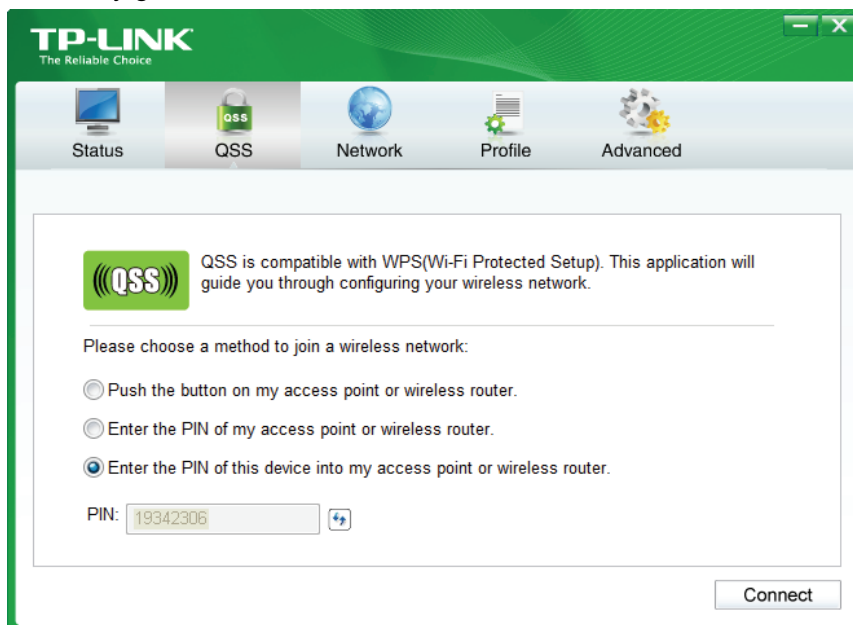 TP-LINK
The Reliable Choice
Status QSS Network Profile Advanced
QSS is compatible with WPS(Wi-Fi Protected Setup). This application will
guide you through configuring your wireless network.
Please choose a method to join a wireless network:
Push the button on my access point or wireless router.
Enter the PIN of my access point or wireless router.
Enter the PIN of this device into my access point or wireless router.
PIN: 19342306
Connect